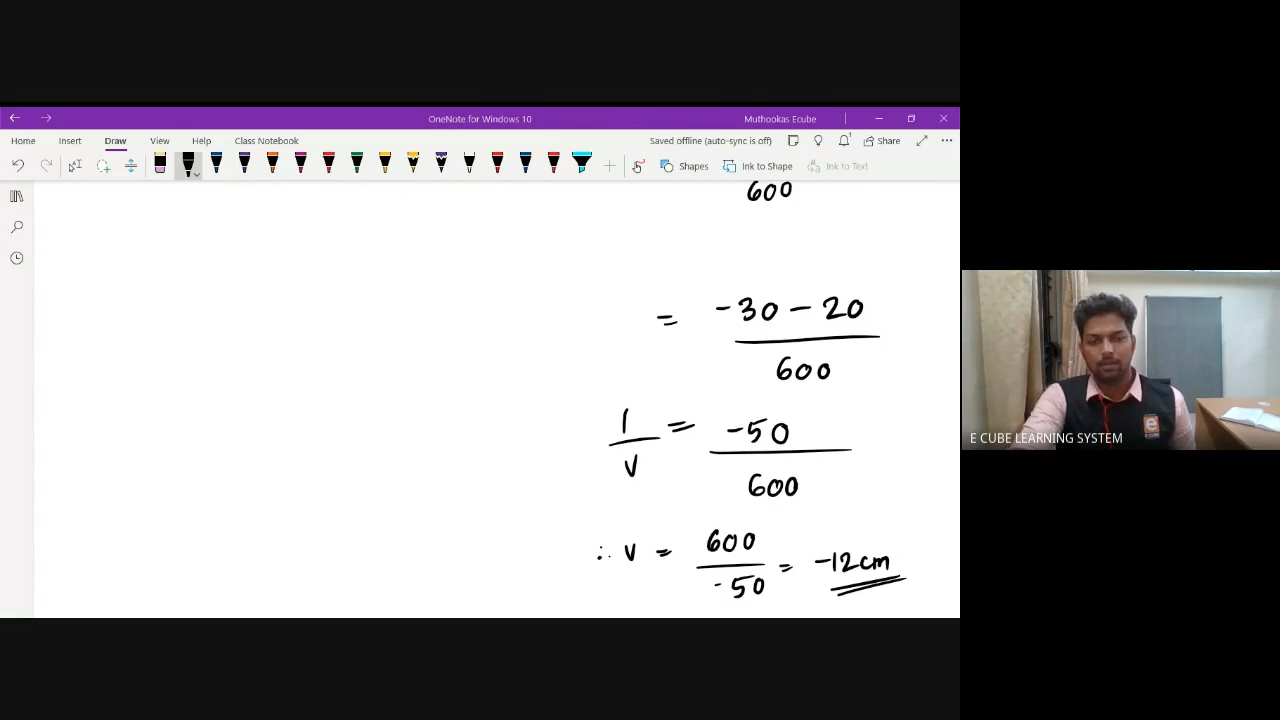 OneNote for Windows 10
Muthookas Ecube
Home Insert Draw View Help Class Notebook
Saved offline (auto-sync is off)
Share
Shapes
Ink to Shape
Ink to Text
600
= -30 - 20
600
1 = -50
v 600
∴ v = 600 = -12cm
-50
E CUBE LEARNING SYSTEM
e